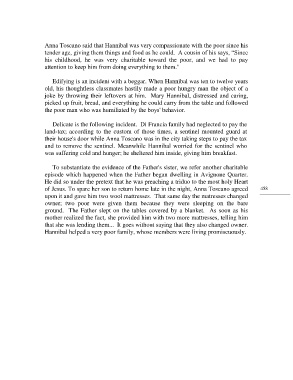 Anna Toscano said that Hannibal was very compassionate with the poor since his
tender age, giving them things and food as he could. A cousin of his says, "Since
his childhood, he was very charitable toward the poor, and we had to pay
attention to keep him from doing everything to them."
Edifying is an incident with a beggar. When Hannibal was ten to twelve years
old, his thoughtless classmates hastily made a poor hungry man the object of a
joke by throwing their leftovers at him. Mary Hannibal, distressed and caring,
picked up fruit, bread, and everything he could carry from the table and followed
the poor man who was humiliated by the boys' behavior.
Delicate is the following incident. Di Francia family had neglected to pay the
land-tax; according to the custom of those times, a sentinel mounted guard at
their house's door while Anna Toscano was in the city taking steps to pay the tax
and to remove the sentinel. Meanwhile Hannibal worried for the sentinel who
was suffering cold and hunger; he sheltered him inside, giving him breakfast.
To substantiate the evidence of the Father's sister, we refer another charitable
episode which happened when the Father began dwelling in Avignone Quarter.
He did so under the pretext that he was preaching a triduo to the most holy Heart
of Jesus. To spare her son to return home late in the night, Anna Toscano agreed
upon it and gave him two wool mattresses. That same day the matresses changed
owner; two poor were given them because they were sleeping on the bare
ground. The Father slept on the tables covered by a blanket. As soon as his
mother realized the fact, she provided him with two more mattresses, telling him
that she was lending them... It goes without saying that they also changed owner.
Hannibal helped a very poor family, whose members were living promiscuously.